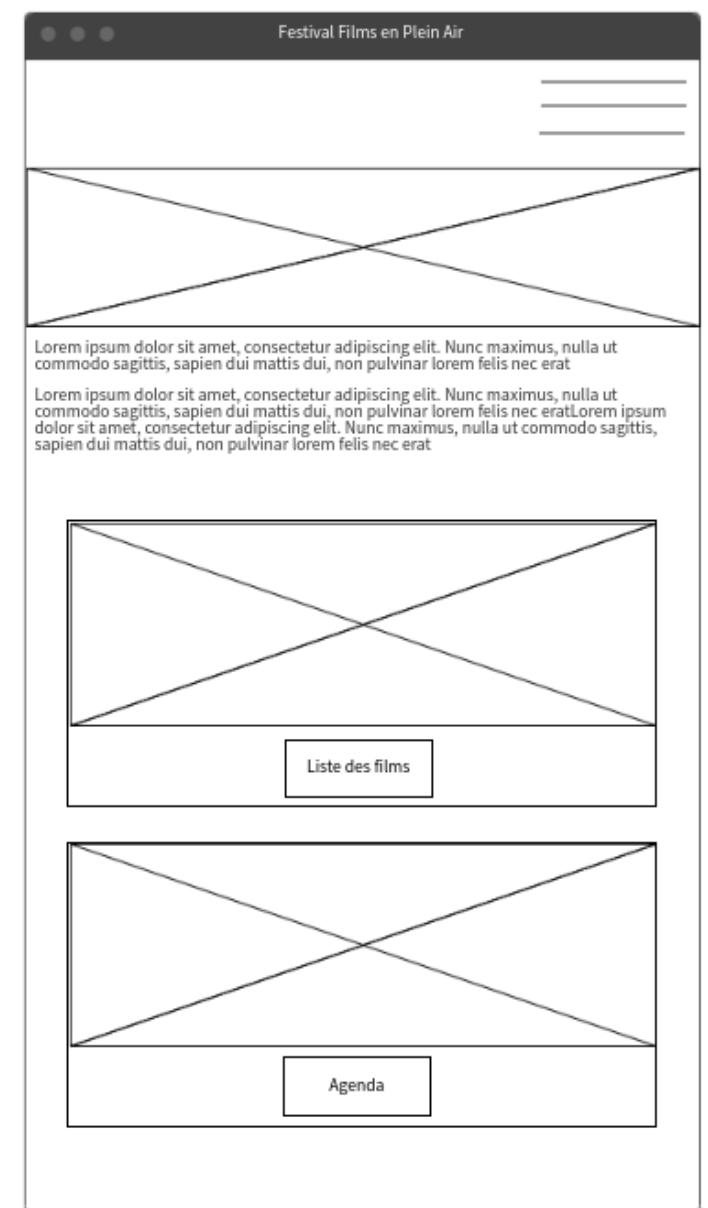 Festival Films en Plein Air
Lorem ipsum dolor sit amet, consectetur adipiscing elit. Nunc maximus, nulla ut
commodo sagittis, sapien dui mattis dui, non pulvinar lorem felis nec erat
Lorem ipsum dolor sit amet, consectetur adipiscing elit. Nunc maximus, nulla ut
commodo sagittis, sapien dui mattis dui, non pulvinar lorem felis nec eratLorem ipsum
dolor sit amet, consectetur adipiscing elit. Nunc maximus, nulla ut commodo sagittis,
sapien dui mattis dui, non pulvinar lorem felis nec erat
Liste des films
Agenda